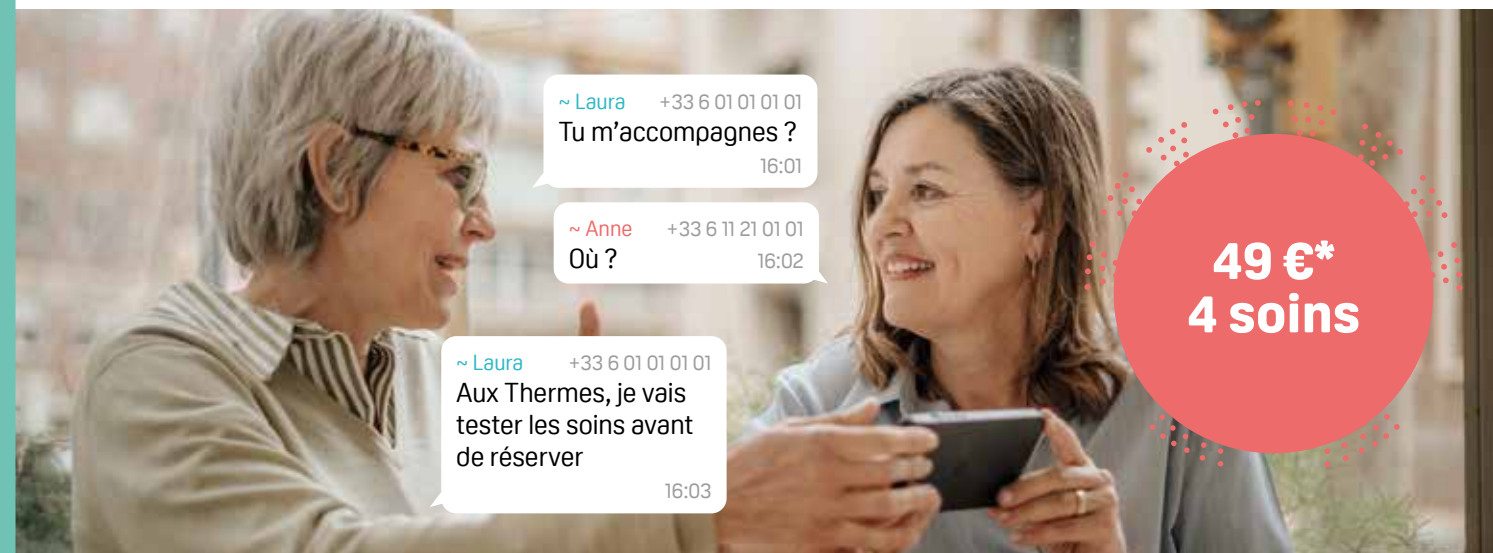 ~ Laura +33 6 01 01 01 01
Tu m'accompagnes ?
16:01
~ Anne +33 6 11 21 01 01
Où ? 16:02
~ Laura +33 6 01 01 01 01
Aux Thermes, je vais
tester les soins avant
de réserver
16:03
49 €*
4 soins